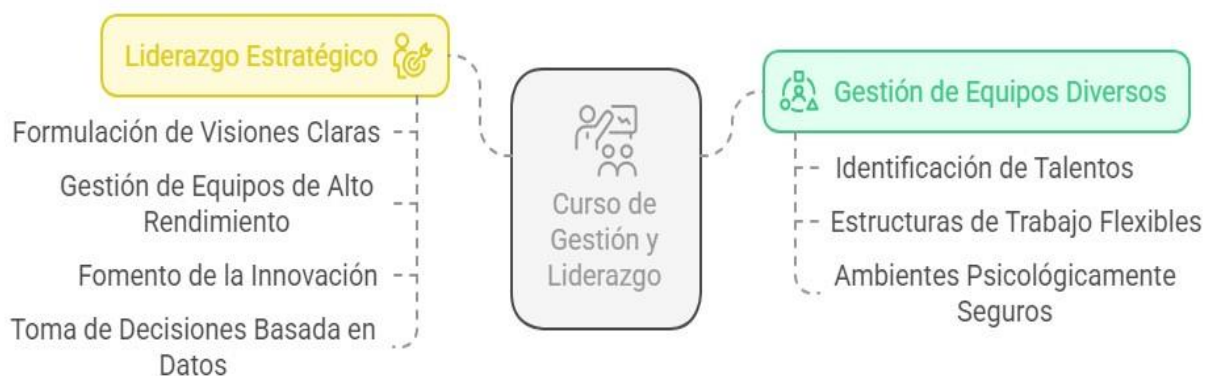 Liderazgo Estratégico
Formulación de Visiones Claras
Gestión de Equipos de Alto
Rendimiento
Fomento de la Innovación
Toma de Decisiones Basada en
Datos
Curso de
Gestión y
Liderazgo
Gestión de Equipos Diversos
Identificación de Talentos
Estructuras de Trabajo Flexibles
Ambientes Psicológicamente
Seguros